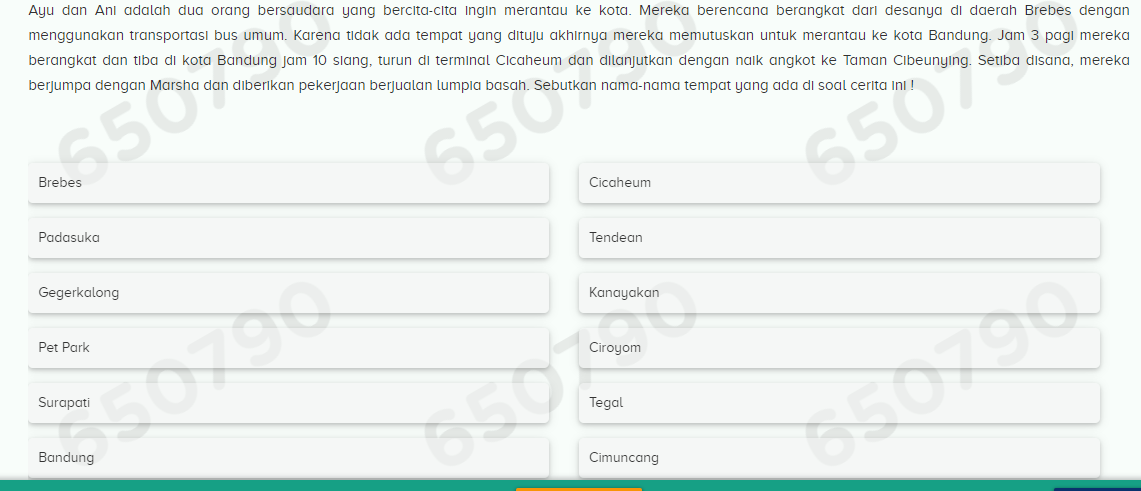 Ayu dan Ani adalah dua orang bersaudara yang bercita-cita ingin merantau ke kota. Mereka berencana berangkat dari desanya di daerah Brebes dengan
menggunakan transportasi bus umum. Karena tidak ada tempat yang dituju akhirnya mereka memutuskan untuk merantau ke kota Bandung. Jam 3 pagi mereka
berangkat dan tiba di kota Bandung jam 10 siang, turun di terminal Cicaheum dan dilanjutkan dengan naik angkot ke Taman Cibeunying. Setiba disana, mereka
berjumpa dengan Marsha dan diberikan pekerjaan berjualan lumpia basah. Sebutkan nama-nama tempat yang ada di soal cerita ini !
650790 650790 650790
Brebes Cicaheum
Padasuka Tendean
Gegerkalong Kanayakan
Pet Park Ciroyom
Surapati Tegal
Bandung Cimuncang
650790 650790 650790